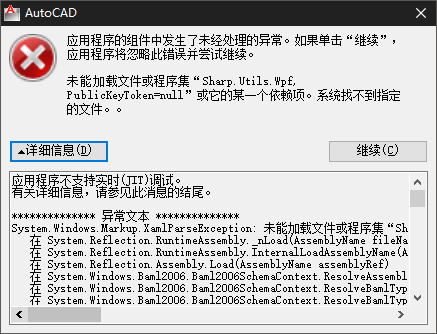 AutoCAD
应用程序的组件中发生了未经处理的异常。如果单击“继续”，
应用程序将忽略此错误并尝试继续。
未能加载文件或程序集“Sharp.Utils.Wpf,
PublicKeyToken=null”或它的某一个依赖项。系统找不到指定
的文件。。
详细信息(D)
继续(C)
应用程序不支持实时(JIT)调试。
有关详细信息，请参见此消息的结尾。
************** 异常文本 **************
System.Windows.Markup.XamlParseException: 未能加载文件或程序集“Sh
在 System.Reflection.RuntimeAssembly._nLoad(AssemblyName fileNa
在 System.Reflection.RuntimeAssembly.InternalLoadAssemblyName(A
在 System.Reflection.Assembly.Load(AssemblyName assemblyRef)
在 System.Windows.Baml2006.Baml2006SchemaContext.ResolveAssembl
在 System.Windows.Baml2006.Baml2006SchemaContext.ResolveBamlTyp
在 System.Windows.Baml2006.Baml2006SchemaContext.ResolveBamlT